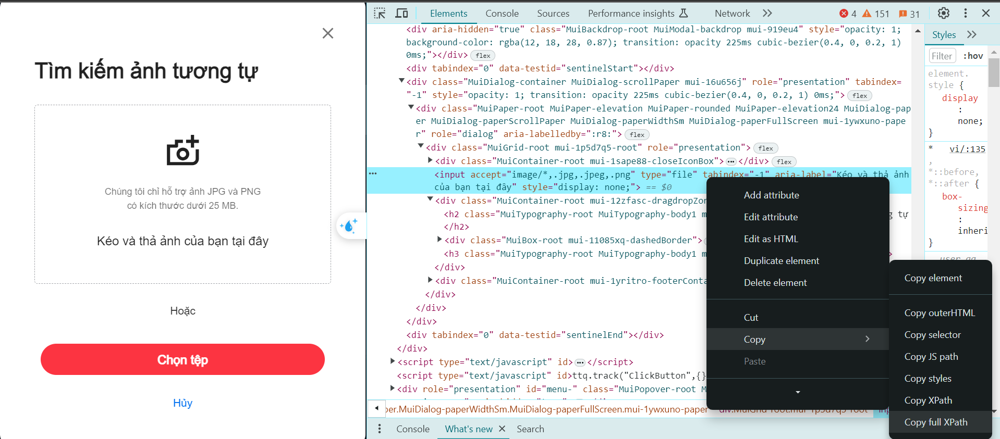 Tìm kiếm ảnh tương tự
Chúng tôi chỉ hỗ trợ ảnh JPG và PNG
có kích thước dưới 25 MB.
Kéo và thả ảnh của bạn tại đây
Hoặc
Chọn tệp
Hủy
Elements Console Sources Performance insights Network 4 151 31
<div aria-hidden="true" class="MuiBackdrop-root MuiModal-backdrop mui-919eu4" style="opacity: 1;
background-color: rgba(12, 18, 28, 0.87); transition: opacity 225ms cubic-bezier(0.4, 0, 0.2, 1)
0ms;"></div> flex
<div tabindex="0" data-testid="sentinelStart"></div>
<div class="MuiDialog-container MuiDialog-scrollPaper mui-16u656j" role="presentation" tabindex=
"-1" style="opacity: 1; transition: opacity 225ms cubic-bezier(0.4, 0, 0.2, 1) 0ms;"> flex
<div class="MuiPaper-root MuiPaper-elevation MuiPaper-rounded MuiPaper-elevation24 MuiDialog-pap
er MuiDialog-paperScrollPaper MuiDialog-paperWidthSm MuiDialog-paperFullScreen mui-1ywxuno-pape
r" role="dialog" aria-labelledby=":r8:"> flex
<div class="MuiGrid-root mui-1p5d7q5-root" role="presentation"> flex
<div class="MuiContainer-root mui-1sape88-closeIconBox"> ••• </div> flex
••• <input accept="image/*,.jpg,.jpeg,.png" type="file" tabindex="-1" aria-label="Kéo và thả ảnh
của bạn tại đây" style="display: none;"> == $0
<div class="MuiContainer-root mui-12zfasc-dragdropZon
<h2 class="MuiTypography-root MuiTypography-body1 m g tự
</h2>
<div class="MuiBox-root mui-11085xq-dashedBorder">
<h3 class="MuiTypography-root MuiTypography-body1 m >
</div>
<div class="MuiContainer-root mui-1yritro-footerConta
</div>
</div>
</div>
<div tabindex="0" data-testid="sentinelEnd"></div>
</div>
<script type="text/javascript" id> ••• </script>
<script type="text/javascript" id>ttq.track("ClickButton",{}
<div role="presentation" id="menu-" class="MuiPopover-root M
per.MuiDialog-paperWidthSm.MuiDialog-paperFullScreen.mui-1ywxuno-paper
Console What's new Search
Add attribute
Edit attribute
Edit as HTML
Duplicate element
Delete element
Cut
Copy
Paste
Copy element
Copy outerHTML
Copy selector
Copy JS path
Copy styles
Copy XPath
Copy full XPath
Styles
Filter :hov
element.
style {
display
:
none;
}
* vi/:135
,
*::before,
*::after {
box-
sizing
:
inheri
}